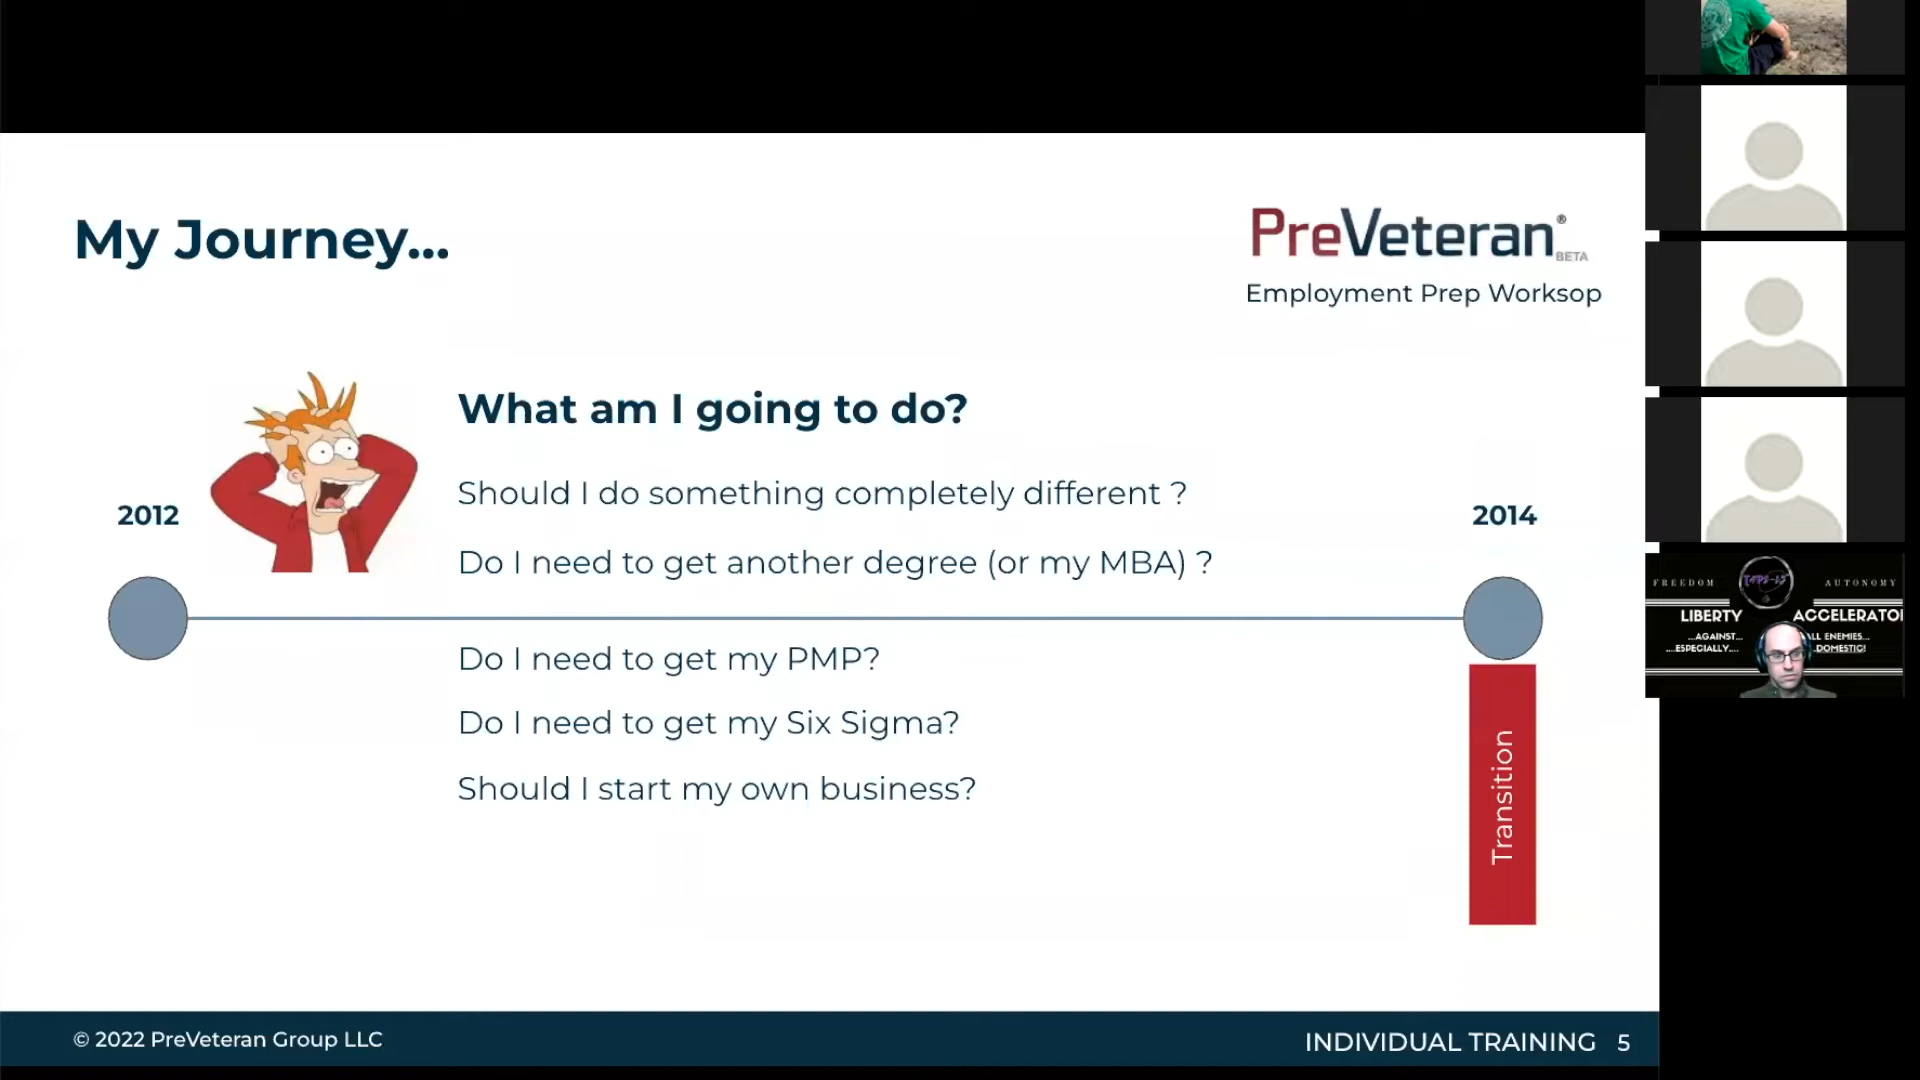 My Journey...
PreVeteran®
BETA
Employment Prep Worksop
What am I going to do?
Should I do something completely different ?
2012
2014
Do I need to get another degree (or my MBA) ?
Do I need to get my PMP?
Do I need to get my Six Sigma?
Should I start my own business?
Transition
© 2022 PreVeteran Group LLC
INDIVIDUAL TRAINING 5
FREEDOM
AUTONOMY
LIBERTY
ACCELERATO
...AGAINST...
ALL ENEMIES...
....ESPECIALLY....
DOMESTIC!